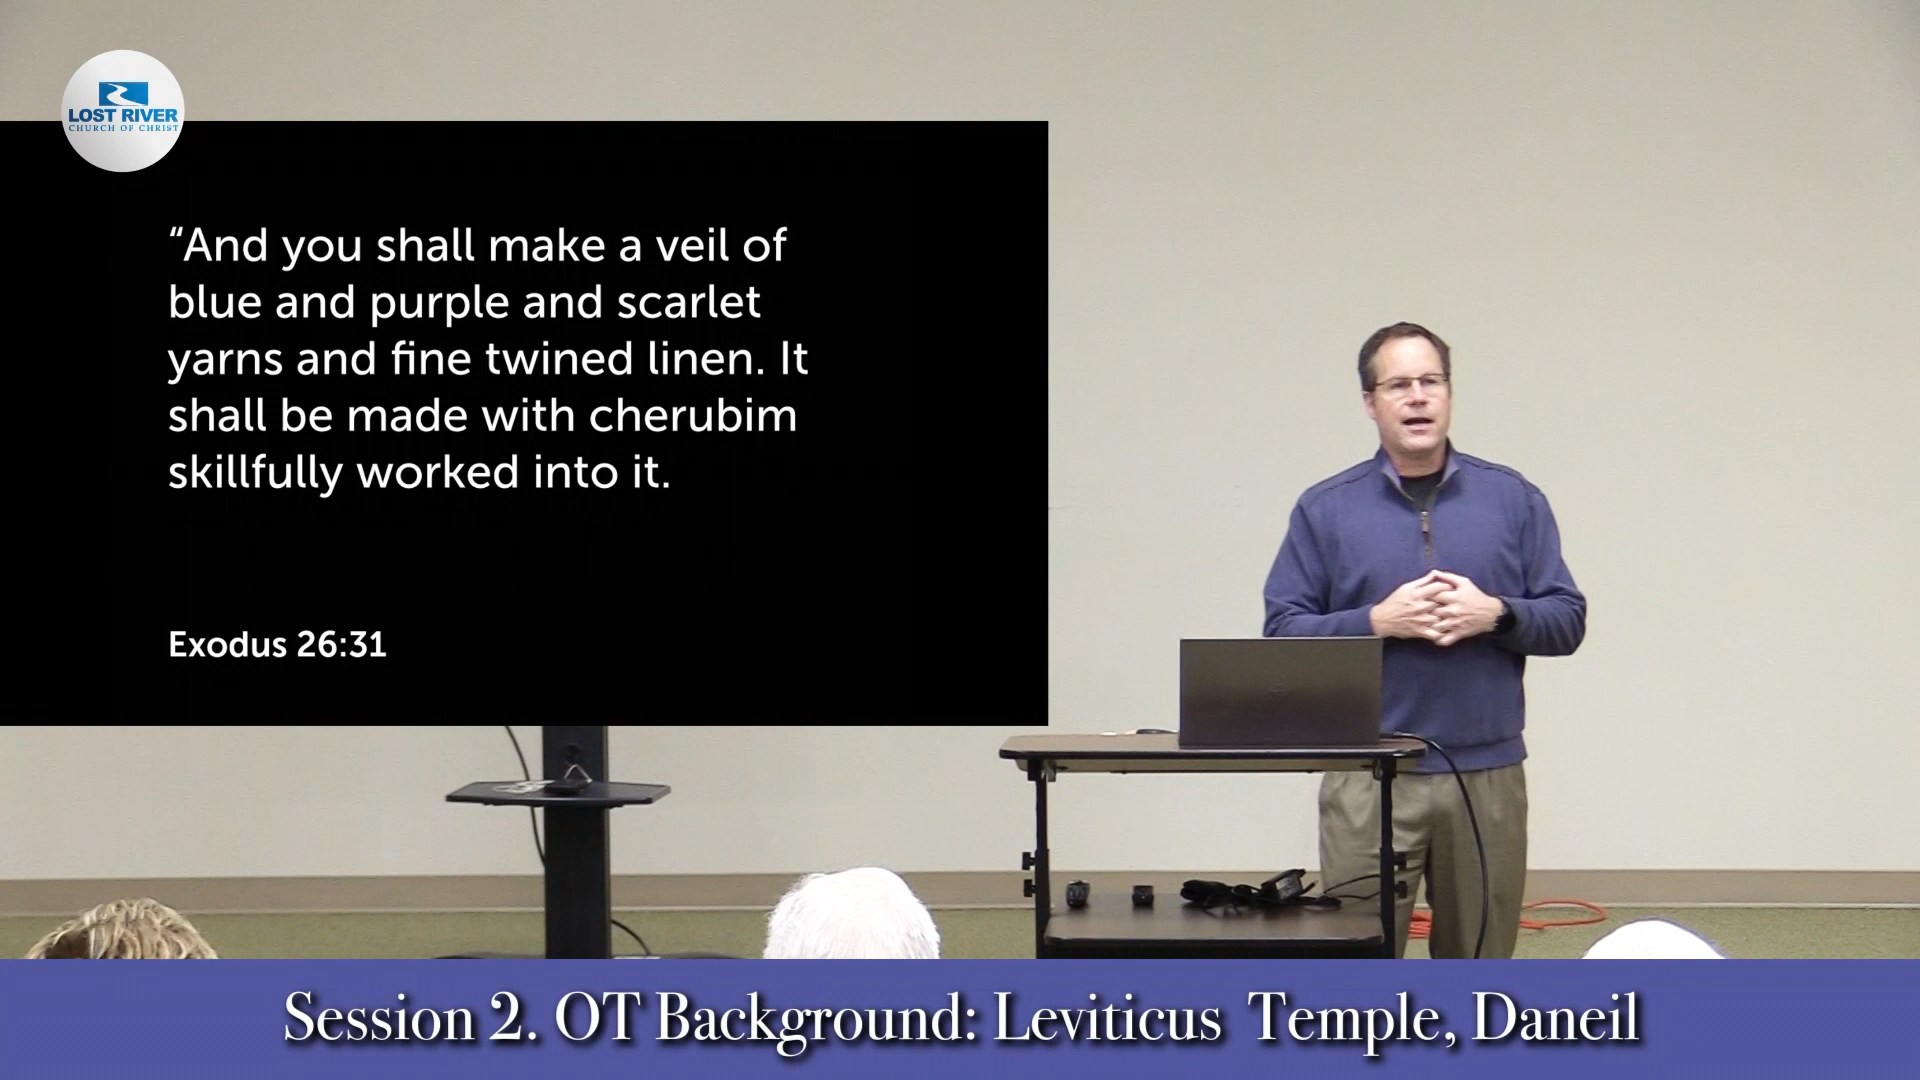 LOST RIVER
CHURCH OF CHRIST
“And you shall make a veil of
blue and purple and scarlet
yarns and fine twined linen. It
shall be made with cherubim
skillfully worked into it.
Exodus 26:31
Session 2. OT Background: Leviticus  Temple, Daneil